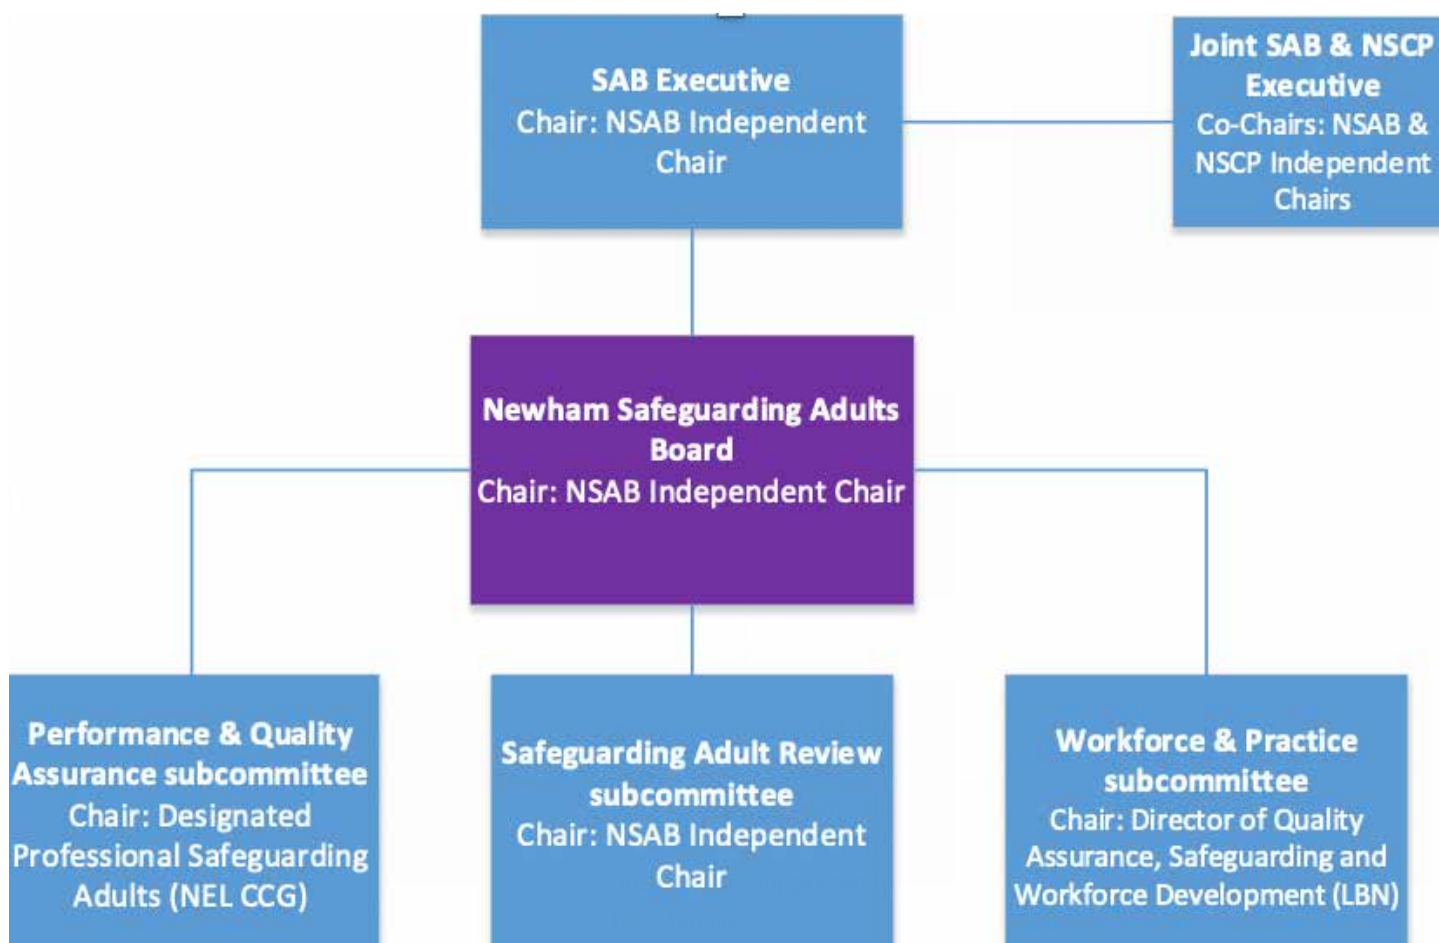 SAB Executive
Chair: NSAB Independent
Chair
Joint SAB & NSCP
Executive
Co-Chairs: NSAB &
NSCP Independent
Chairs
Newham Safeguarding Adults
Board
Chair: NSAB Independent Chair
Performance & Quality
Assurance subcommittee
Chair: Designated
Professional Safeguarding
Adults (NEL CCG)
Safeguarding Adult Review
subcommittee
Chair: NSAB Independent
Chair
Workforce & Practice
subcommittee
Chair: Director of Quality
Assurance, Safeguarding and
Workforce Development (LBN)